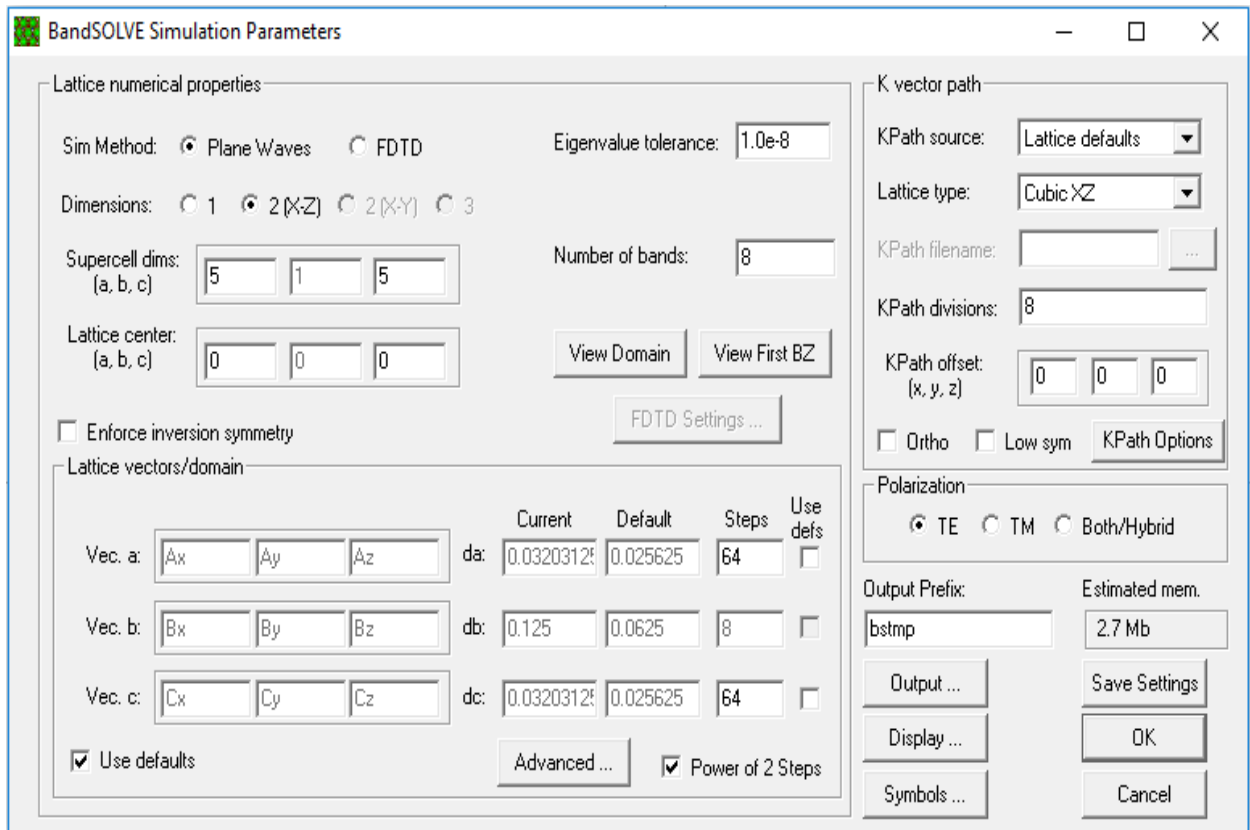 BandSOLVE Simulation Parameters
Lattice numerical properties
Sim Method: Plane Waves FDTD
Eigenvalue tolerance: 1.0e-8
Dimensions: 1 2 (X-Z) 2 (X-Y) 3
Supercell dims:
(a, b, c)
5 1 5
Number of bands: 8
Lattice center:
(a, b, c)
0 0 0
View Domain View First BZ
FDTD Settings ...
Enforce inversion symmetry
Lattice vectors/domain
Current Default Steps Use
defs
Vec. a: Ax Ay Az da: 0.03203125 0.025625 64
Vec. b: Bx By Bz db: 0.125 0.0625 8
Vec. c: Cx Cy Cz dc: 0.03203125 0.025625 64
Use defaults
Advanced ...
Power of 2 Steps
K vector path
KPath source: Lattice defaults
Lattice type: Cubic XZ
KPath filename: ...
KPath divisions: 8
KPath offset:
(x, y, z)
0 0 0
Ortho Low sym KPath Options
Polarization
TE TM Both/Hybrid
Output Prefix: Estimated mem.
bstmp 2.7 Mb
Output ... Save Settings
Display ... OK
Symbols ... Cancel